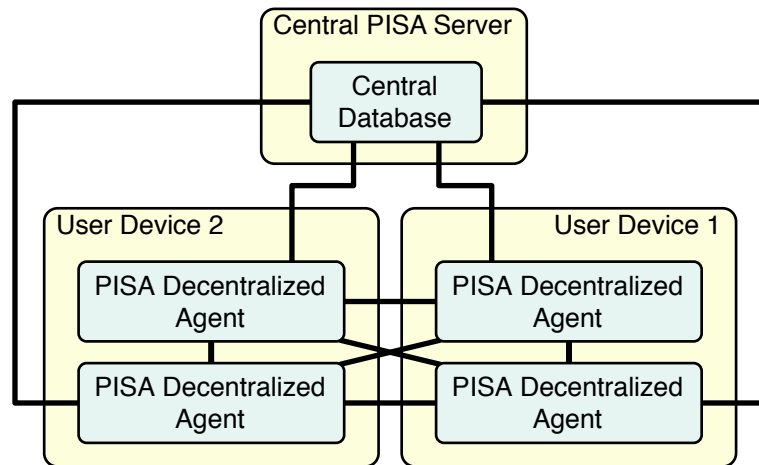 Central PISA Server
Central
Database
User Device 2
User Device 1
PISA Decentralized
Agent
PISA Decentralized
Agent
PISA Decentralized
Agent
PISA Decentralized
Agent